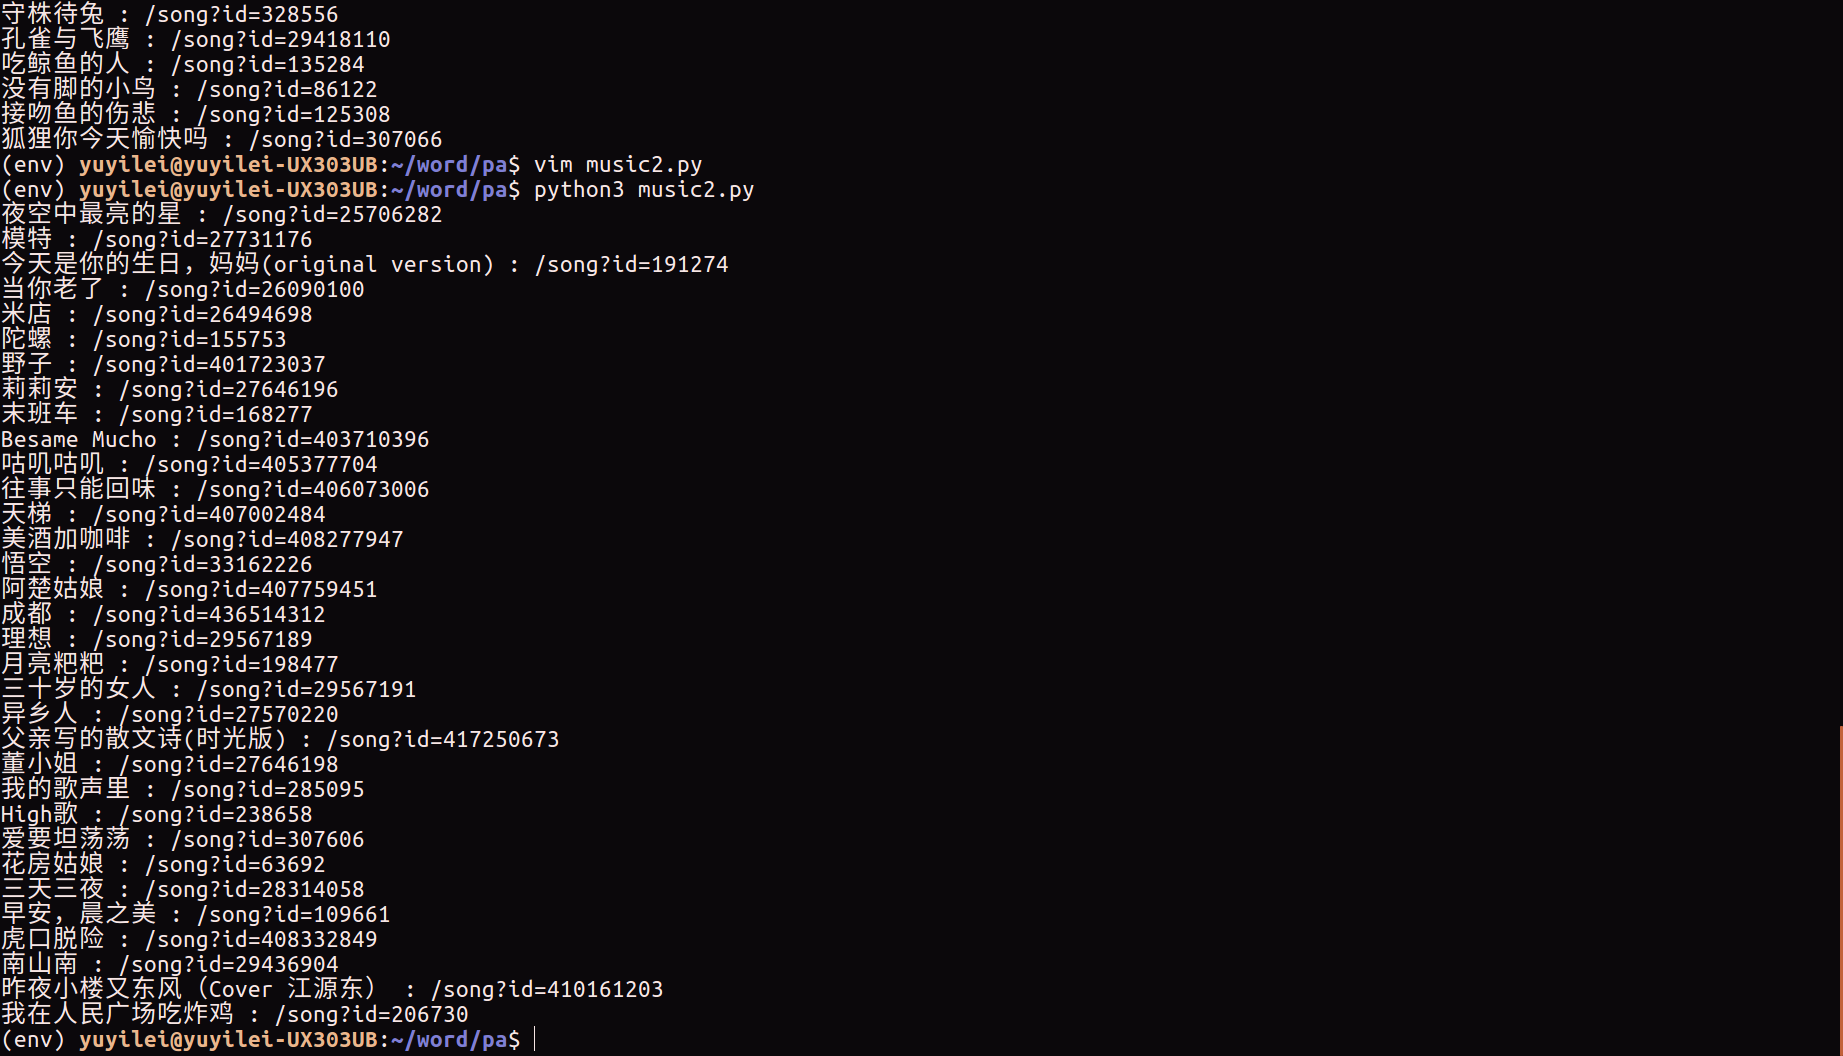 守株待兔 : /song?id=328556
孔雀与飞鹰 : /song?id=29418110
吃鲸鱼的人 : /song?id=135284
没有脚的小鸟 : /song?id=86122
接吻鱼的伤悲 : /song?id=125308
狐狸你今天愉快吗 : /song?id=307066
(env) yuyilei@yuyilei-UX303UB:~/word/pa$ vim music2.py
(env) yuyilei@yuyilei-UX303UB:~/word/pa$ python3 music2.py
夜空中最亮的星 : /song?id=25706282
模特 : /song?id=27731176
今天是你的生日，妈妈(original version) : /song?id=191274
当你老了 : /song?id=26090100
米店 : /song?id=26494698
陀螺 : /song?id=155753
野子 : /song?id=401723037
莉莉安 : /song?id=27646196
末班车 : /song?id=168277
Besame Mucho : /song?id=403710396
咕叽咕叽 : /song?id=405377704
往事只能回味 : /song?id=406073006
天梯 : /song?id=407002484
美酒加咖啡 : /song?id=408277947
悟空 : /song?id=33162226
阿楚姑娘 : /song?id=407759451
成都 : /song?id=436514312
理想 : /song?id=29567189
月亮粑粑 : /song?id=198477
三十岁的女人 : /song?id=29567191
异乡人 : /song?id=27570220
父亲写的散文诗(时光版) : /song?id=417250673
董小姐 : /song?id=27646198
我的歌声里 : /song?id=285095
High歌 : /song?id=238658
爱要坦荡荡 : /song?id=307606
花房姑娘 : /song?id=63692
三天三夜 : /song?id=28314058
早安，晨之美 : /song?id=109661
虎口脱险 : /song?id=408332849
南山南 : /song?id=29436904
昨夜小楼又东风（Cover 江源东） : /song?id=410161203
我在人民广场吃炸鸡 : /song?id=206730
(env) yuyilei@yuyilei-UX303UB:~/word/pa$